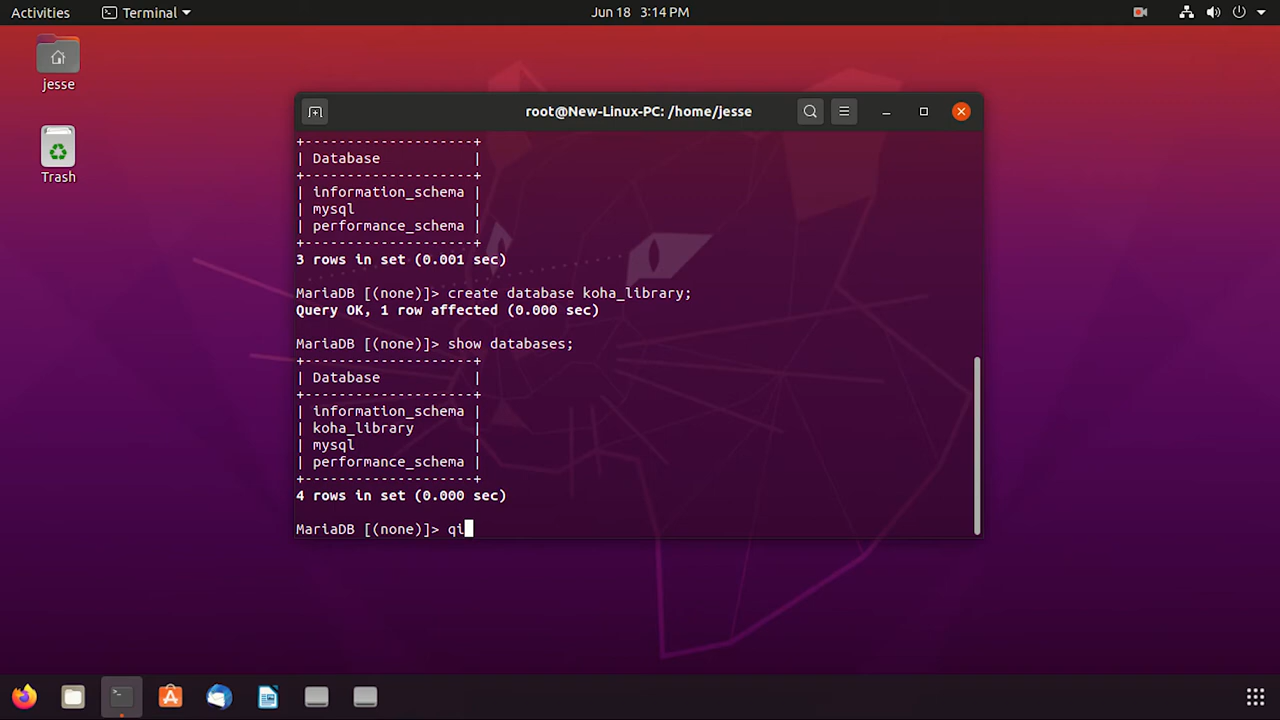 Activities
Terminal
Jun 18 3:14 PM
jesse
Trash
root@New-Linux-PC: /home/jesse
+--------------------+
| Database           |
+--------------------+
| information_schema |
| mysql              |
| performance_schema |
+--------------------+
3 rows in set (0.001 sec)
MariaDB [(none)]> create database koha_library;
Query OK, 1 row affected (0.000 sec)
MariaDB [(none)]> show databases;
+--------------------+
| Database           |
+--------------------+
| information_schema |
| koha_library       |
| mysql              |
| performance_schema |
+--------------------+
4 rows in set (0.000 sec)
MariaDB [(none)]> qi